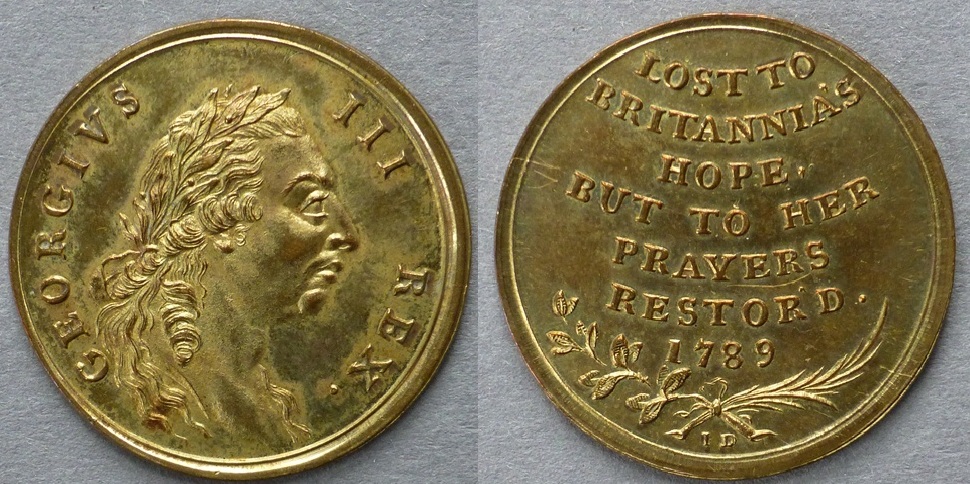 GEORGIVS III REX.
LOST TO
BRITANNIA'S
HOPE.
BUT TO HER
PRAYERS
RESTOR'D.
1789
I D